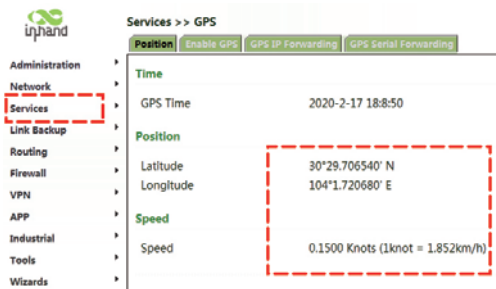 inhand
Services >> GPS
Position Enable GPS GPS IP Forwarding GPS Serial Forwarding
Administration
Network
Services
Link Backup
Routing
Firewall
VPN
APP
Industrial
Tools
Wizards
Time
GPS Time 2020-2-17 18:8:50
Position
Latitude 30°29.706540' N
Longitude 104°1.720680' E
Speed
Speed 0.1500 Knots (1knot = 1.852km/h)